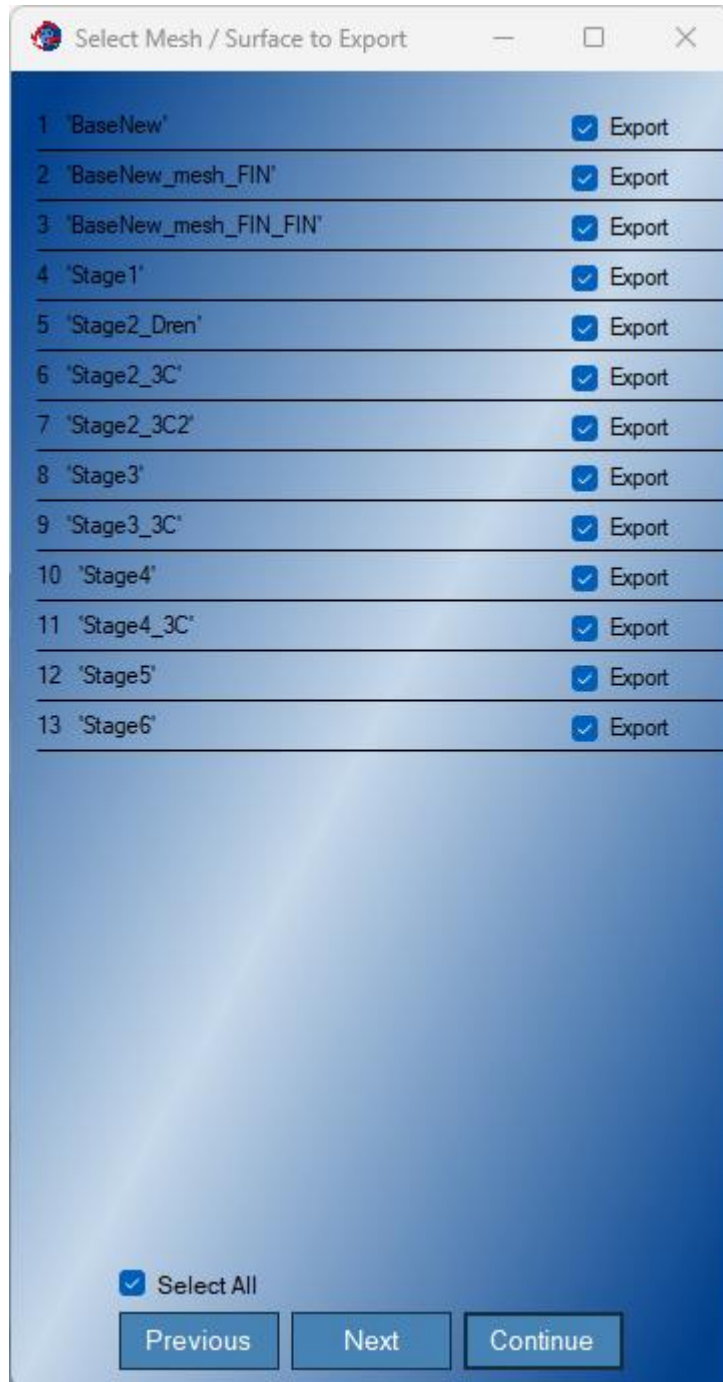 Select Mesh / Surface to Export
1 'BaseNew' Export
2 'BaseNew_mesh_FIN' Export
3 'BaseNew_mesh_FIN_FIN' Export
4 'Stage1' Export
5 'Stage2_Dren' Export
6 'Stage2_3C' Export
7 'Stage2_3C2' Export
8 'Stage3' Export
9 'Stage3_3C' Export
10 'Stage4' Export
11 'Stage4_3C' Export
12 'Stage5' Export
13 'Stage6' Export
Select All
Previous Next Continue